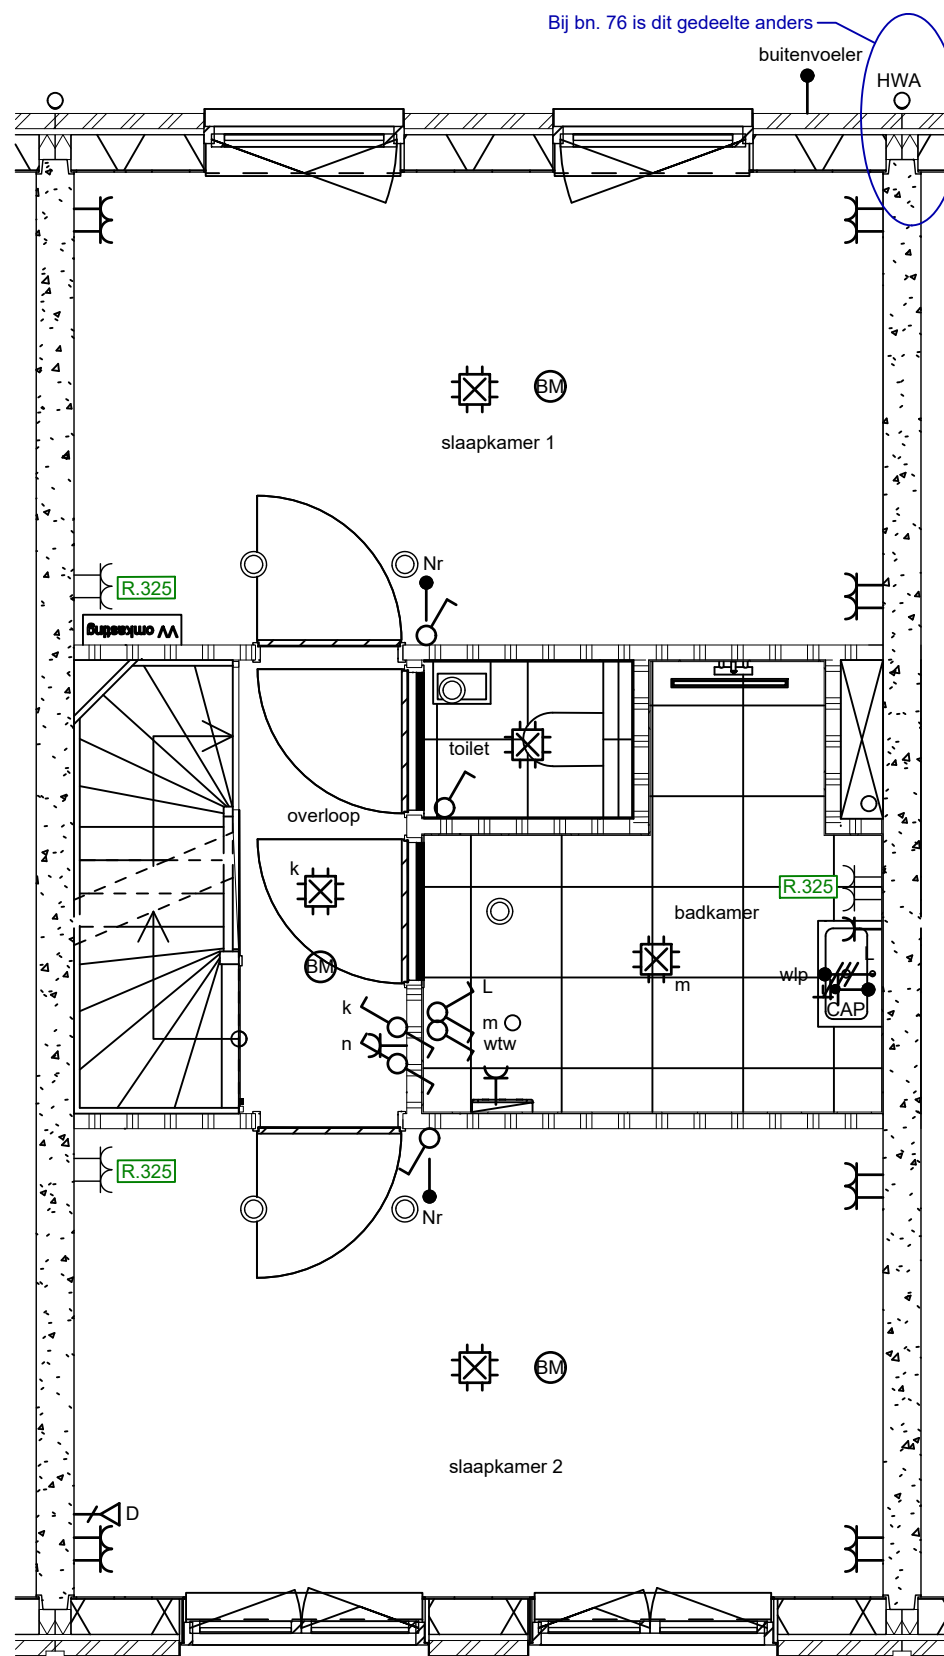 Bij bn. 76 is dit gedeelte anders
buitenvoeler
HWA
BM
slaapkamer 1
Nr
R.325
VV omkasting
toilet
overloop
k
R.325
badkamer
BM
L
wlp
m
L
k
CAP
m
n
wtw
R.325
Nr
BM
slaapkamer 2
D